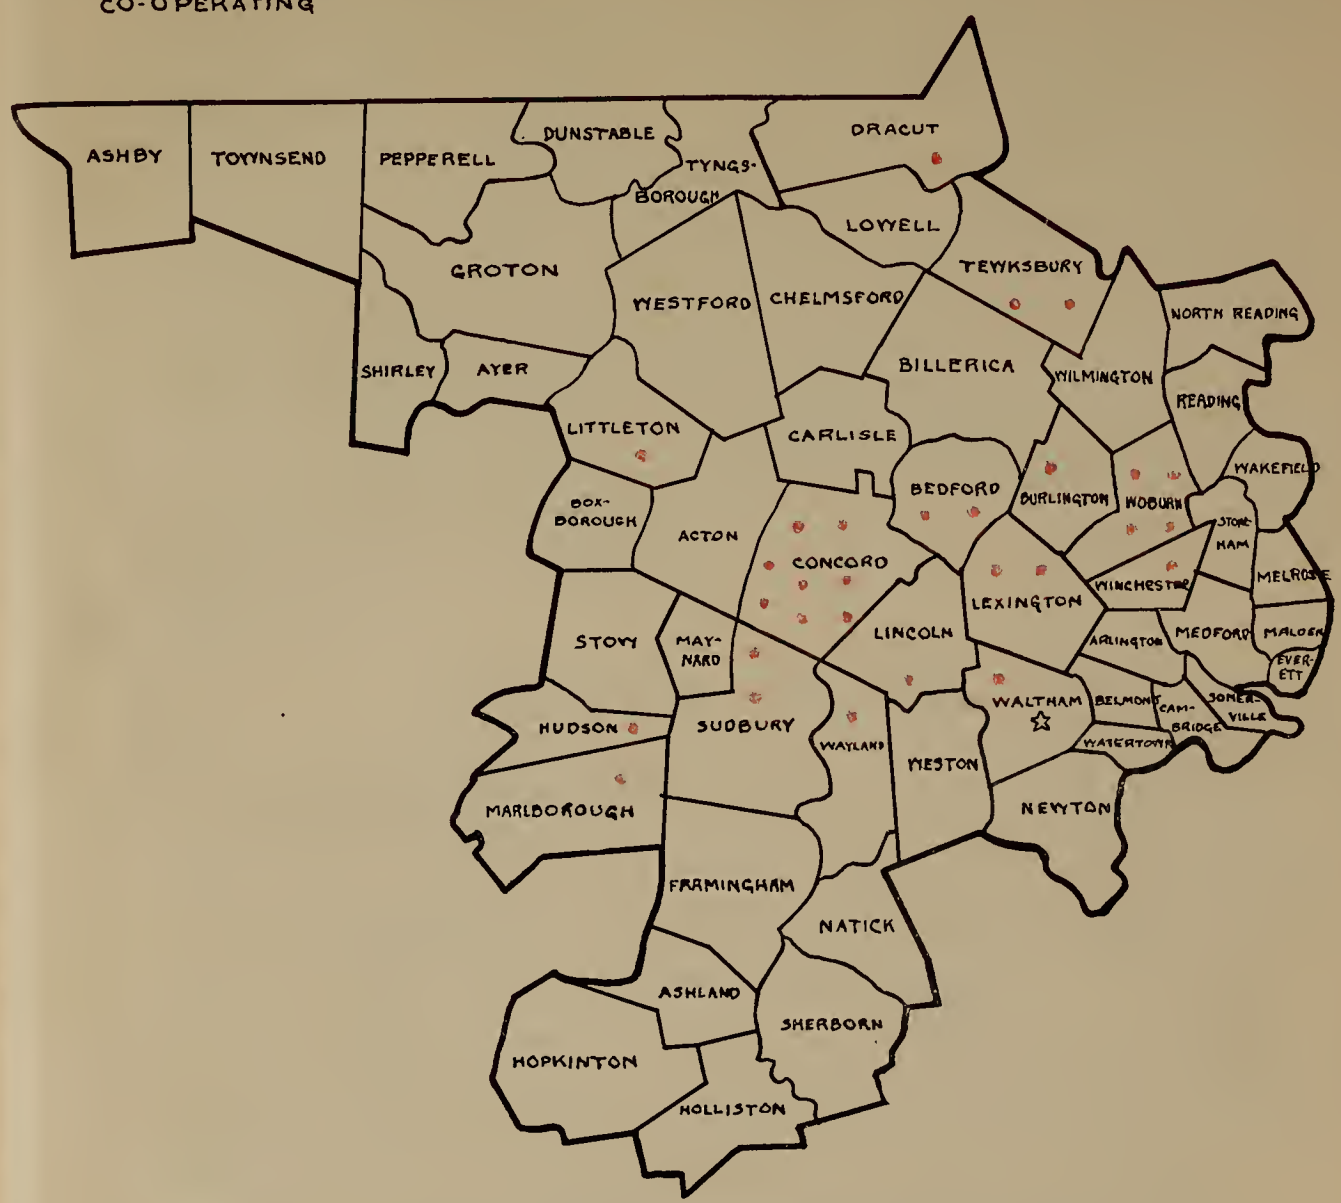 CO-OPERATING
DRACUT
DUNSTABLE
ASHBY
TOWNSEND
PEPPERELL
TYNGS-
BOROUGH
LOWELL
GROTON
TEWKSBURY
WESTFORD
CHELMSFORD
NORTH READING
SHIRLEY
AYER
BILLERICA
WILMINGTON
READING
LITTLETON
CARLISLE
WAKEFIELD
BEDFORD
BURLINGTON
WOBURN
BOX-
BOROUGH
STONE-
HAM
ACTON
CONCORD
MELROSE
WINCHESTER
LEXINGTON
STOW
MAY-
NARD
LINCOLN
ARLINGTON
MEDFORD
MALDEN
EVER-
ETT
WALTHAM
BELMONT
CAM-
BRIDGE
SOMER-
VILLE
HUDSON
SUDBURY
WAYLAND
WATERTOWN
WESTON
MARLBOROUGH
NEWTON
FRAMINGHAM
NATICK
ASHLAND
SHERBORN
HOPKINTON
HOLLISTON